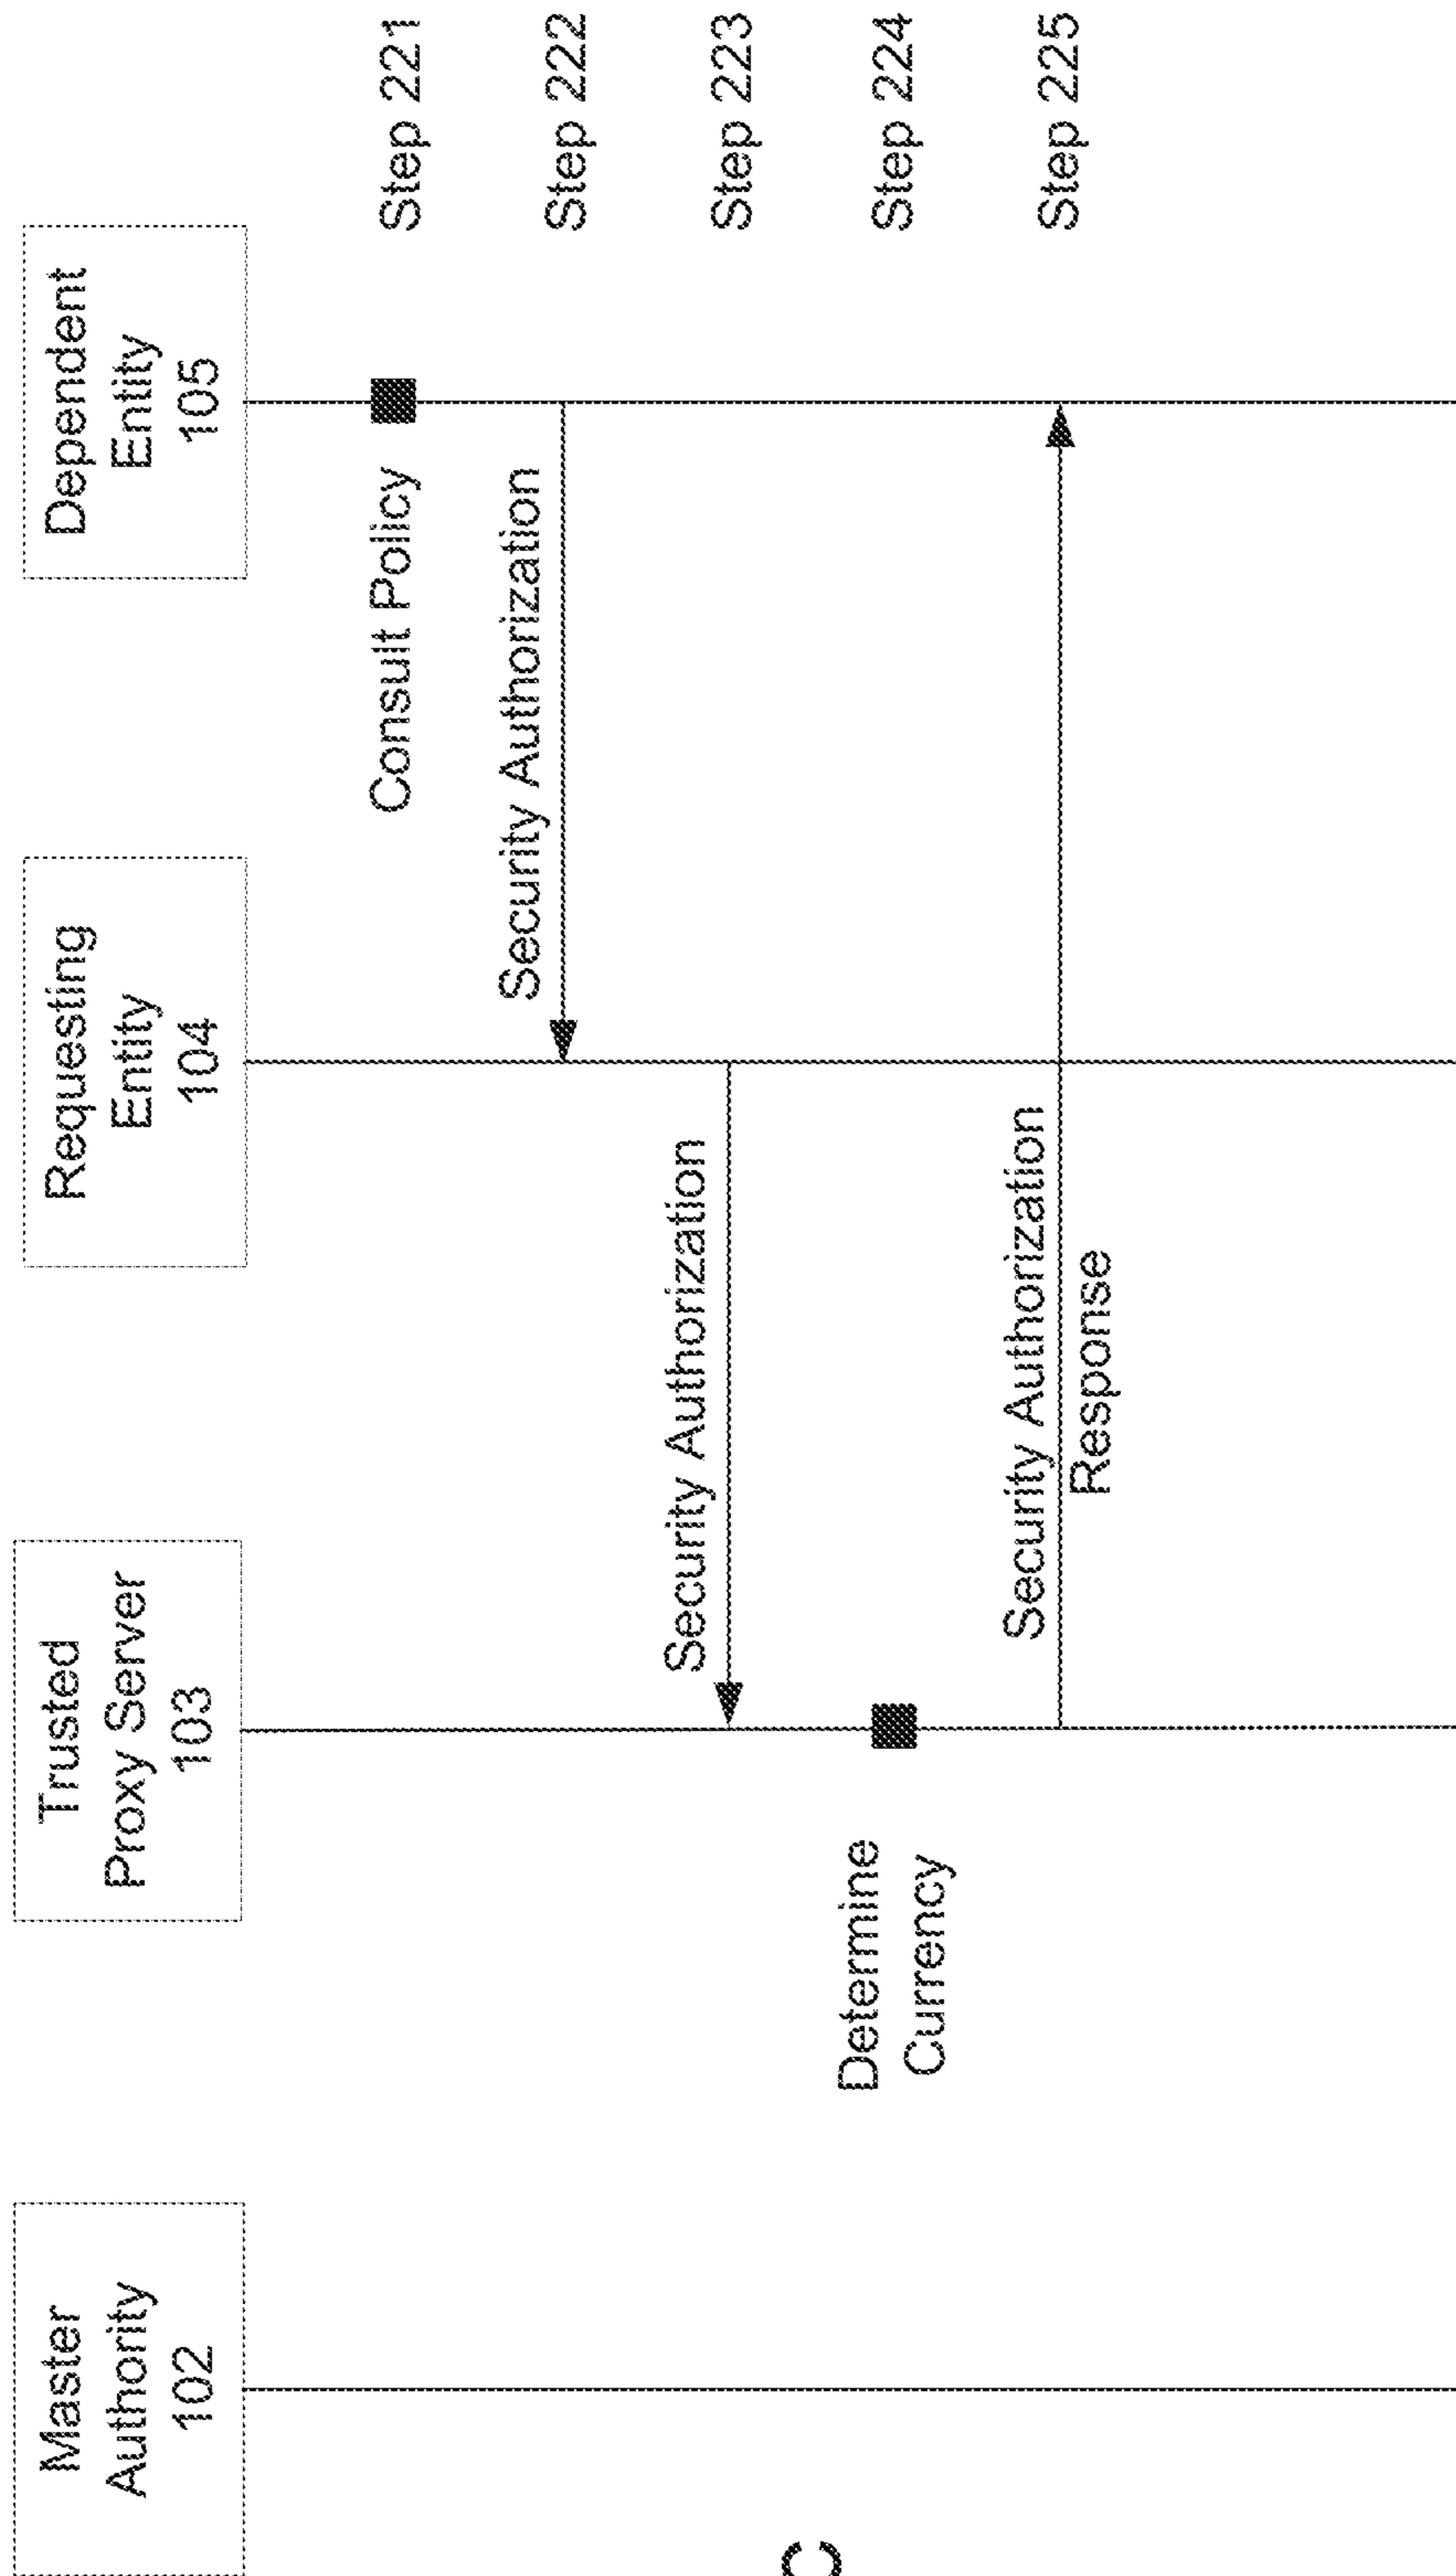 Master
Authority
102
Trusted
Proxy Server
103
Requesting
Entity
104
Dependent
Entity
105
Consult Policy
Step 221
Security Authorization
Step 222
Security Authorization
Step 223
Determine
Currency
Step 224
Security Authorization
Response
Step 225
C